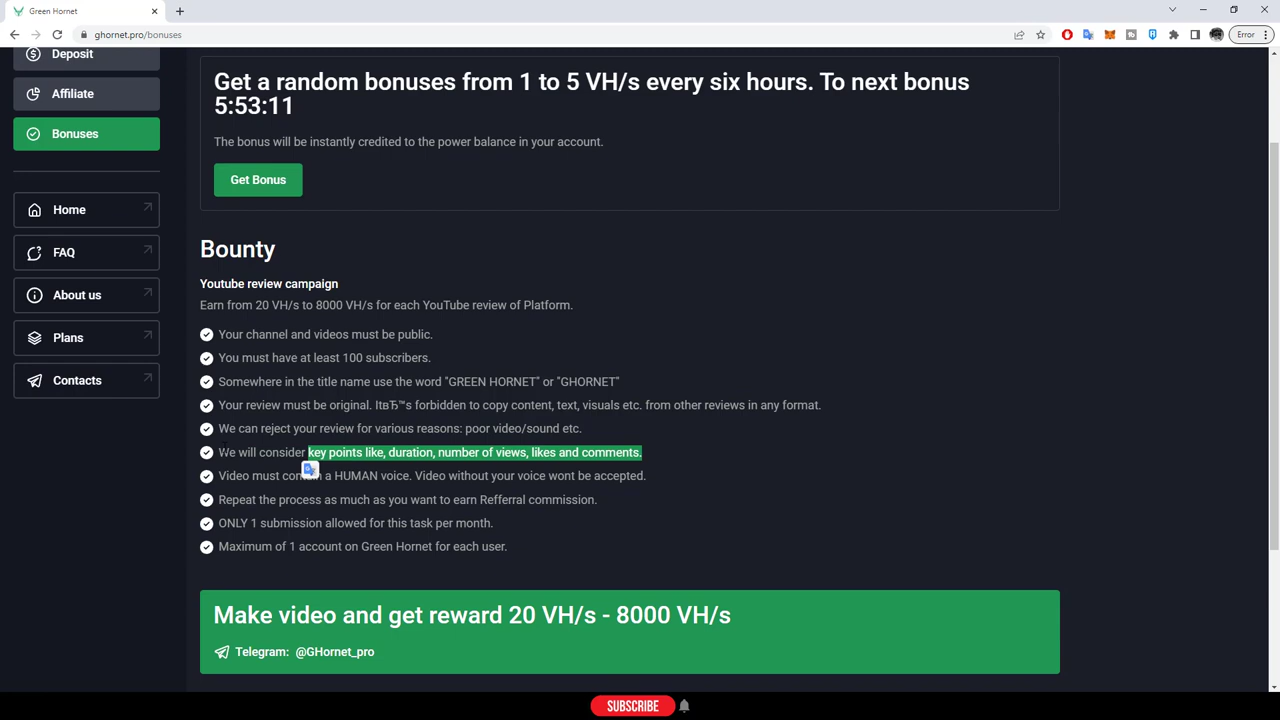 Green Hornet
ghornet.pro/bonuses
Error
Deposit
Affiliate
Bonuses
Home
FAQ
About us
Plans
Contacts
Get a random bonuses from 1 to 5 VH/s every six hours. To next bonus
5:53:11
The bonus will be instantly credited to the power balance in your account.
Get Bonus
Bounty
Youtube review campaign
Earn from 20 VH/s to 8000 VH/s for each YouTube review of Platform.
Your channel and videos must be public.
You must have at least 100 subscribers.
Somewhere in the title name use the word "GREEN HORNET" or "GHORNET"
Your review must be original. ItвЂ™s forbidden to copy content, text, visuals etc. from other reviews in any format.
We can reject your review for various reasons: poor video/sound etc.
We will consider key points like, duration, number of views, likes and comments.
Video must contain a HUMAN voice. Video without your voice wont be accepted.
Repeat the process as much as you want to earn Refferral commission.
ONLY 1 submission allowed for this task per month.
Maximum of 1 account on Green Hornet for each user.
Make video and get reward 20 VH/s - 8000 VH/s
Telegram: @GHornet_pro
SUBSCRIBE